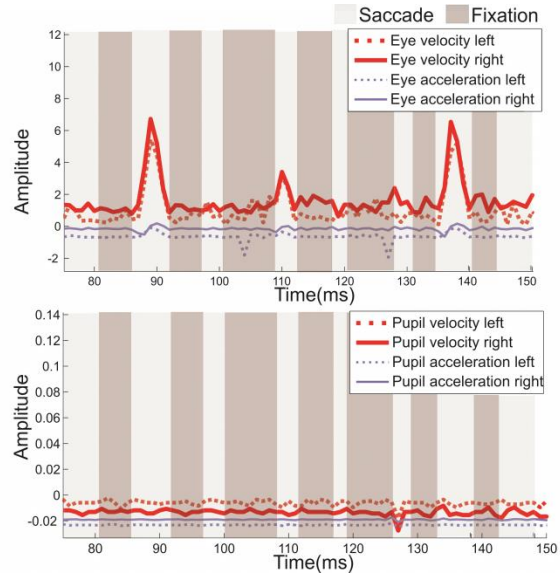 Saccade Fixation
12
10
8
6
4
2
0
-2
Amplitude
Eye velocity left
Eye velocity right
Eye acceleration left
Eye acceleration right
80 90 100 110 120 130 140 150
Time(ms)
0.14
0.12
0.1
0.08
0.06
0.04
0.02
0
-0.02
Amplitude
Pupil velocity left
Pupil velocity right
Pupil acceleration left
Pupil acceleration right
80 90 100 110 120 130 140 150
Time(ms)